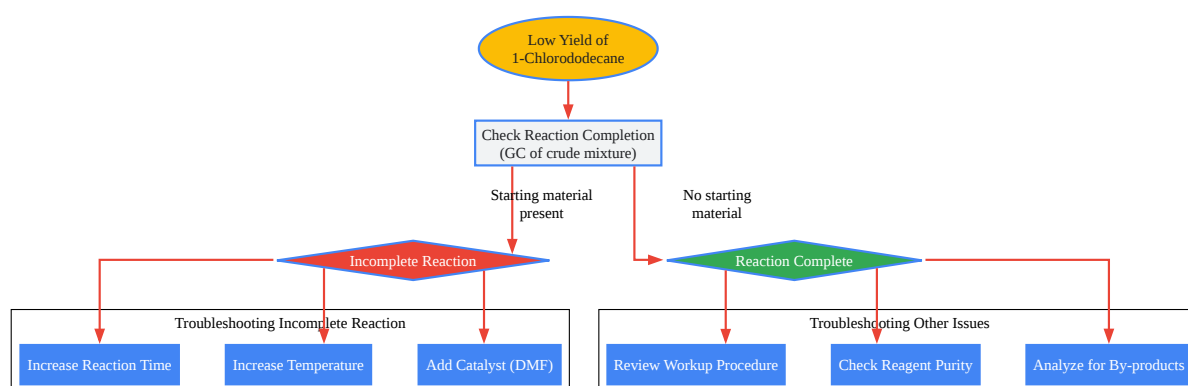 Low Yield of
1-Chlorododecane
Check Reaction Completion
(GC of crude mixture)
Starting material
present
No starting
material
Incomplete Reaction
Reaction Complete
Troubleshooting Incomplete Reaction
Troubleshooting Other Issues
Increase Reaction Time
Increase Temperature
Add Catalyst (DMF)
Review Workup Procedure
Check Reagent Purity
Analyze for By-products